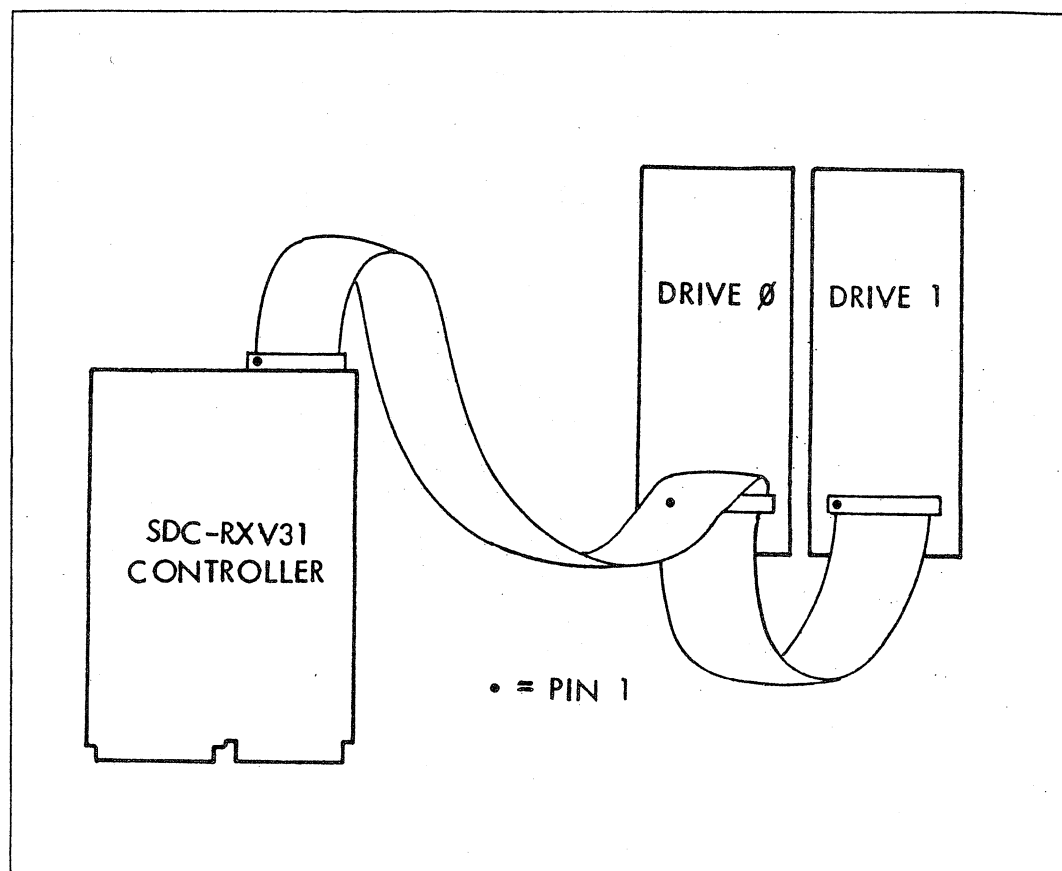 DRIVE Ø
DRIVE 1
SDC-RXV31
CONTROLLER
• = PIN 1